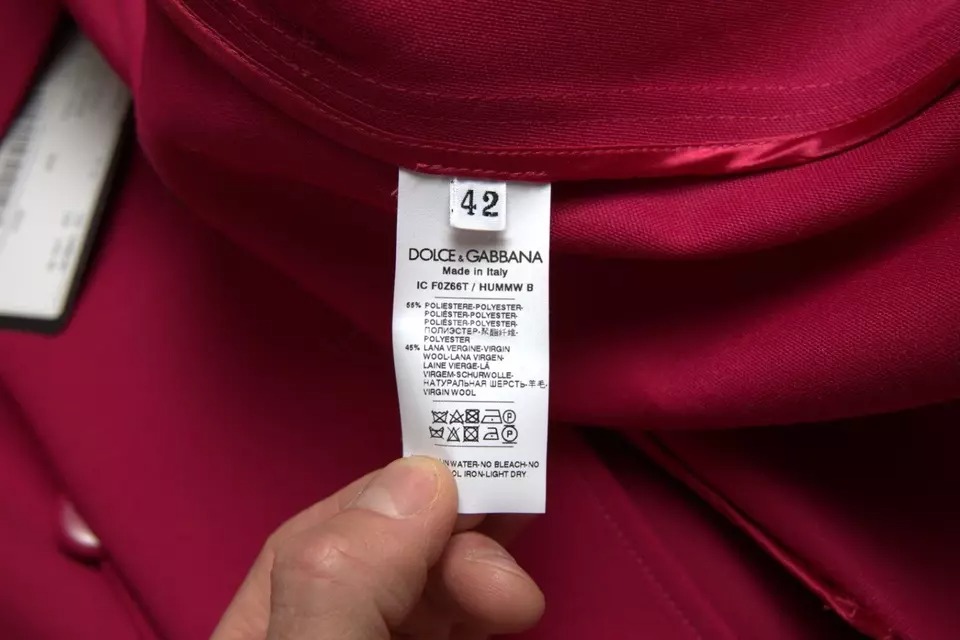 42
DOLCE & GABBANA
Made in Italy
IC F0Z66T / HUMMW B
55% POLIESTERE-POLYESTER-
POLIÉSTER-POLYESTER-
POLIÉSTER-POLYESTER-
ПОЛИЭСТЕР-聚酯纤维-
POLYESTER
45% LANA VERGINE-VIRGIN
WOOL-LANA VIRGEN-
LAINE VIERGE-LÃ
VIRGEM-SCHURWOLLE-
НАТУРАЛЬНАЯ ШЕРСТЬ-羊毛-
VIRGIN WOOL
P
P
WATER-NO BLEACH-NO
IRON-LIGHT DRY